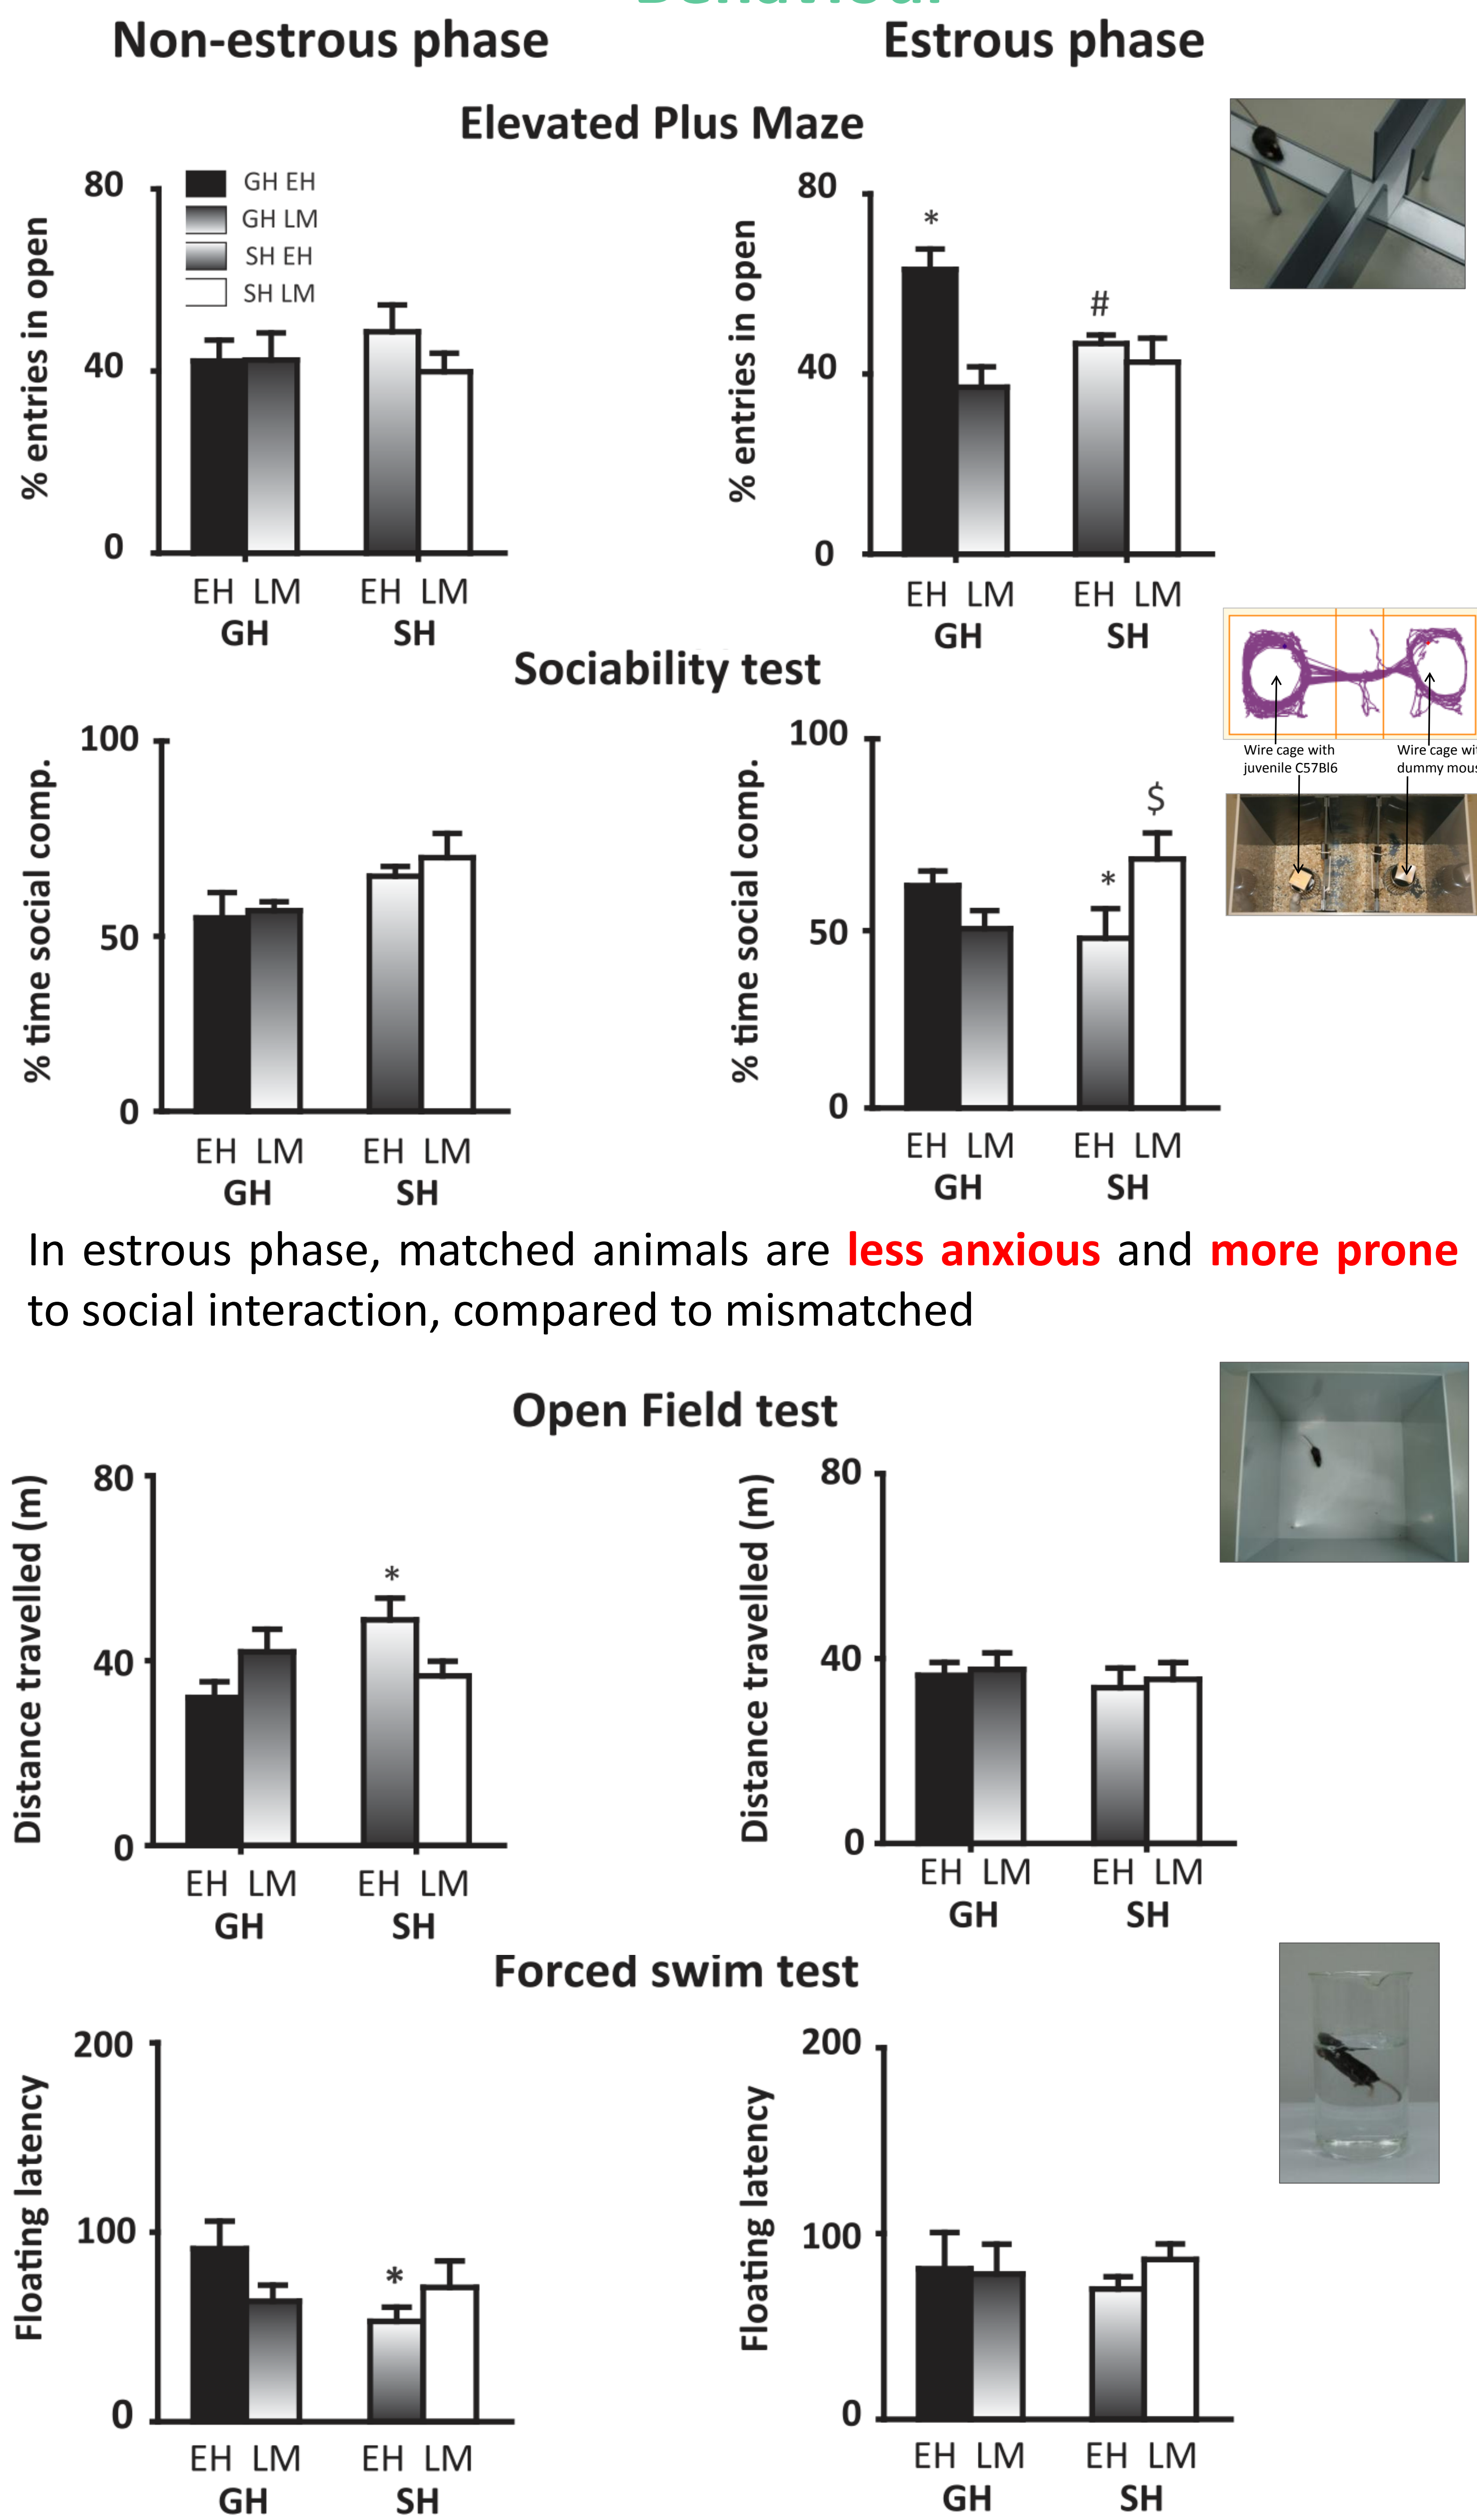 Behaviour
Non-estrous phase
Estrous phase
Elevated Plus Maze
% entries in open
80
40
0
GH EH
GH LM
SH EH
SH LM
EH LM EH LM
GH SH
% entries in open
80
40
0
*
#
EH LM EH LM
GH SH
Sociability test
% time social comp.
100
50
0
EH LM EH LM
GH SH
% time social comp.
100
50
0
*
$
EH LM EH LM
GH SH
Wire cage with
juvenile C57Bl6
Wire cage wi
dummy mous
In estrous phase, matched animals are less anxious and more prone
to social interaction, compared to mismatched
Open Field test
Distance travelled (m)
80
40
0
*
EH LM EH LM
GH SH
Distance travelled (m)
80
40
0
EH LM EH LM
GH SH
Forced swim test
Floating latency
200
100
0
*
EH LM EH LM
GH SH
Floating latency
200
100
0
EH LM EH LM
GH SH